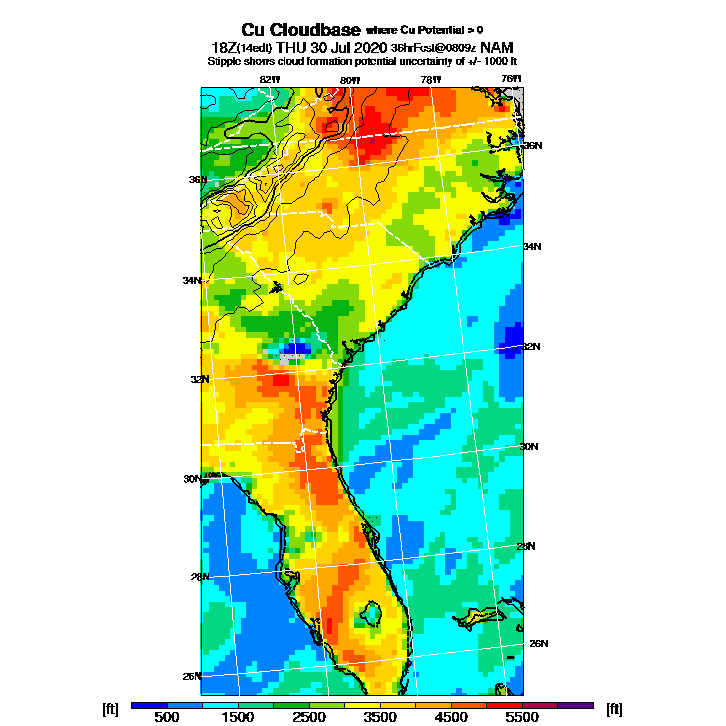 Cu Cloudbase where Cu Potential > 0
18Z(14edt) THU 30 Jul 2020 36hrFcst@0809z NAM
Stipple shows cloud formation potential uncertainty of +/- 1000 ft
82W 80W 78W 76W
36N
36N
34N
34N
32N
32N
30N
30N
28N
28N
26N
26N
[ft] 500 1500 2500 3500 4500 5500 [ft]